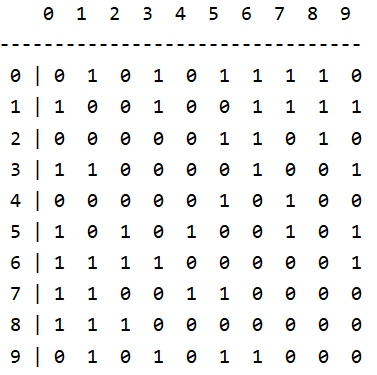 0 1 2 3 4 5 6 7 8 9
---------------------------------
0 | 0 1 0 1 0 1 1 1 1 0
1 | 1 0 0 1 0 0 1 1 1 1
2 | 0 0 0 0 0 1 1 0 1 0
3 | 1 1 0 0 0 0 1 0 0 1
4 | 0 0 0 0 0 1 0 1 0 0
5 | 1 0 1 0 1 0 0 1 0 1
6 | 1 1 1 1 0 0 0 0 0 1
7 | 1 1 0 0 1 1 0 0 0 0
8 | 1 1 1 0 0 0 0 0 0 0
9 | 0 1 0 1 0 1 1 0 0 0